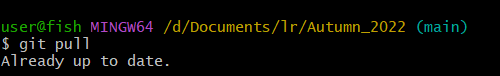 user@fish MINGW64 /d/Documents/lr/Autumn_2022 (main)
$ git pull
Already up to date.